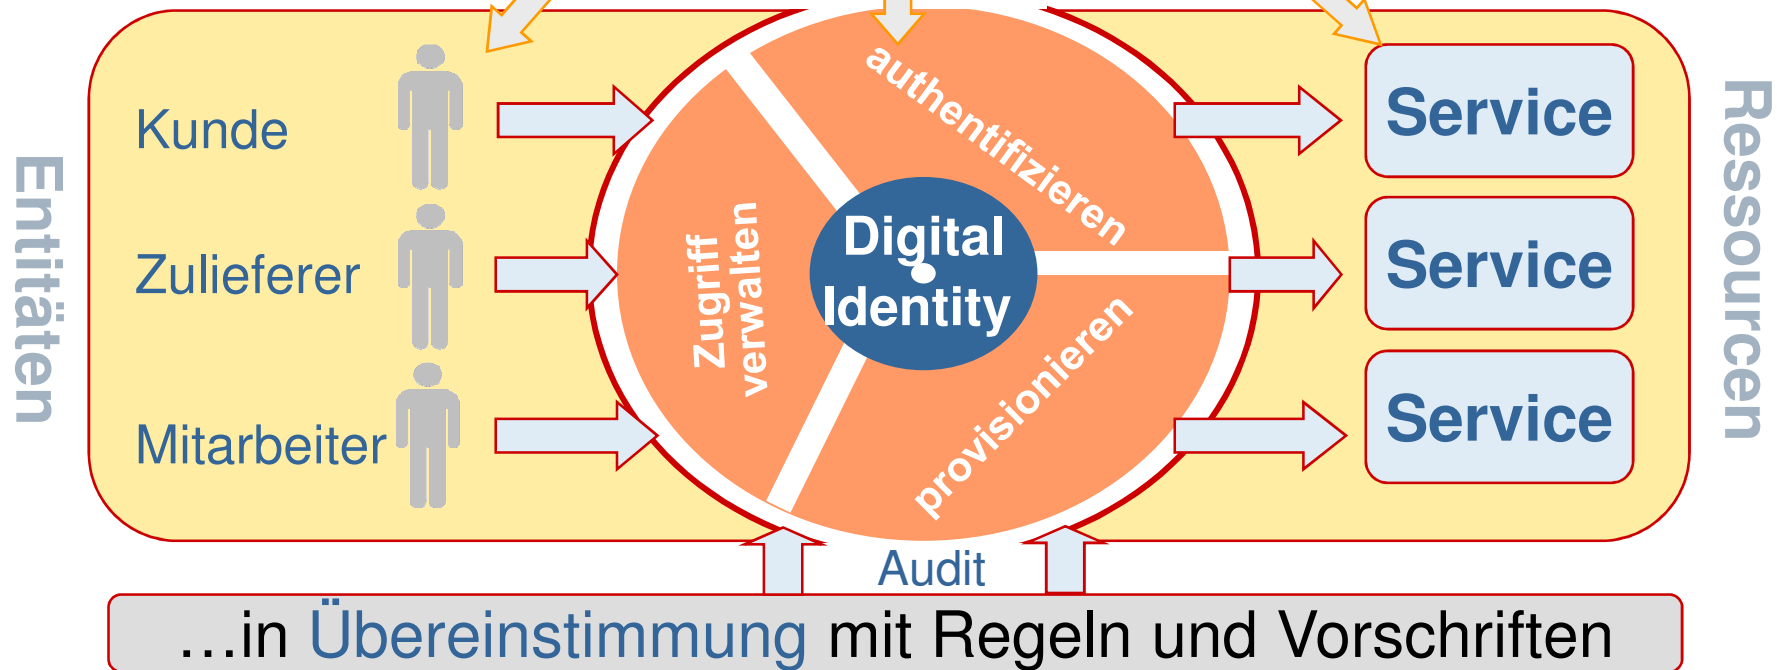 Entitäten
Kunde
Zulieferer
Mitarbeiter
Zugriff
verwalten
authentifizieren
provisionieren
Digital
Identity
Service
Service
Service
Ressourcen
Audit
...in Übereinstimmung mit Regeln und Vorschriften